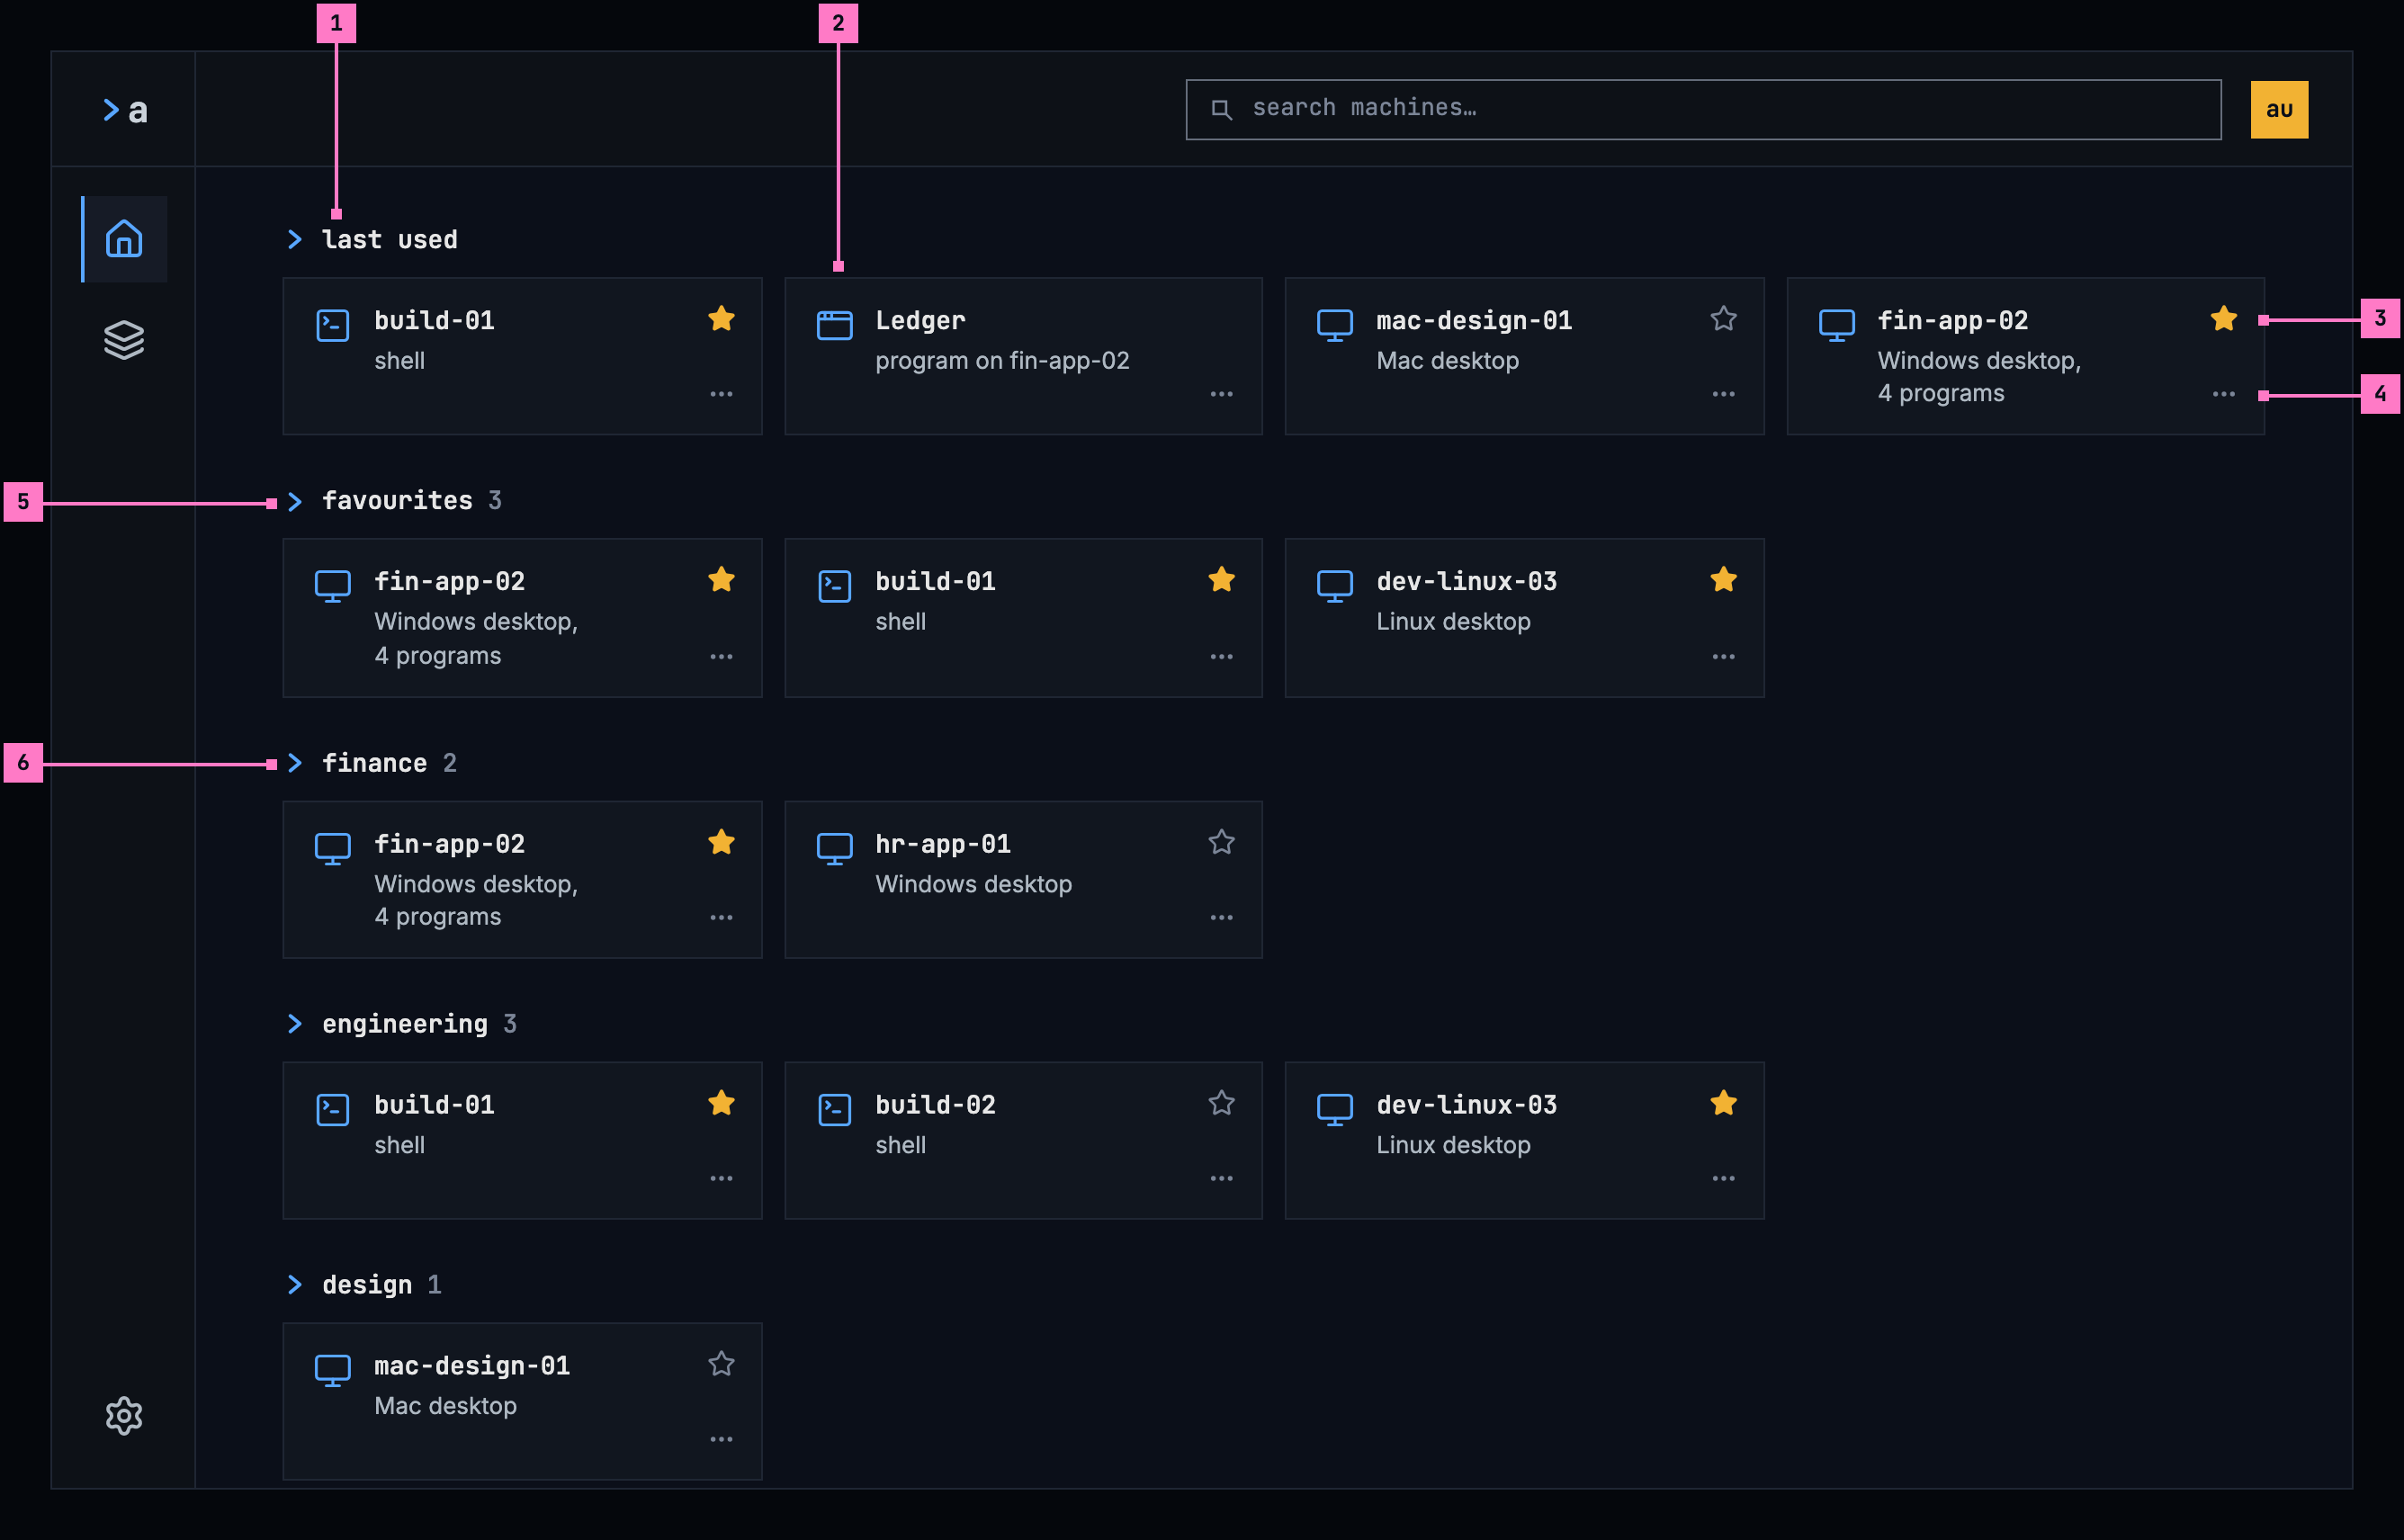 1
2
>a
search machines…
au
> last used
build-01
shell
Ledger
program on fin-app-02
mac-design-01
Mac desktop
fin-app-02
Windows desktop,
4 programs
3
4
5
> favourites 3
fin-app-02
Windows desktop,
4 programs
build-01
shell
dev-linux-03
Linux desktop
6
> finance 2
fin-app-02
Windows desktop,
4 programs
hr-app-01
Windows desktop
> engineering 3
build-01
shell
build-02
shell
dev-linux-03
Linux desktop
> design 1
mac-design-01
Mac desktop